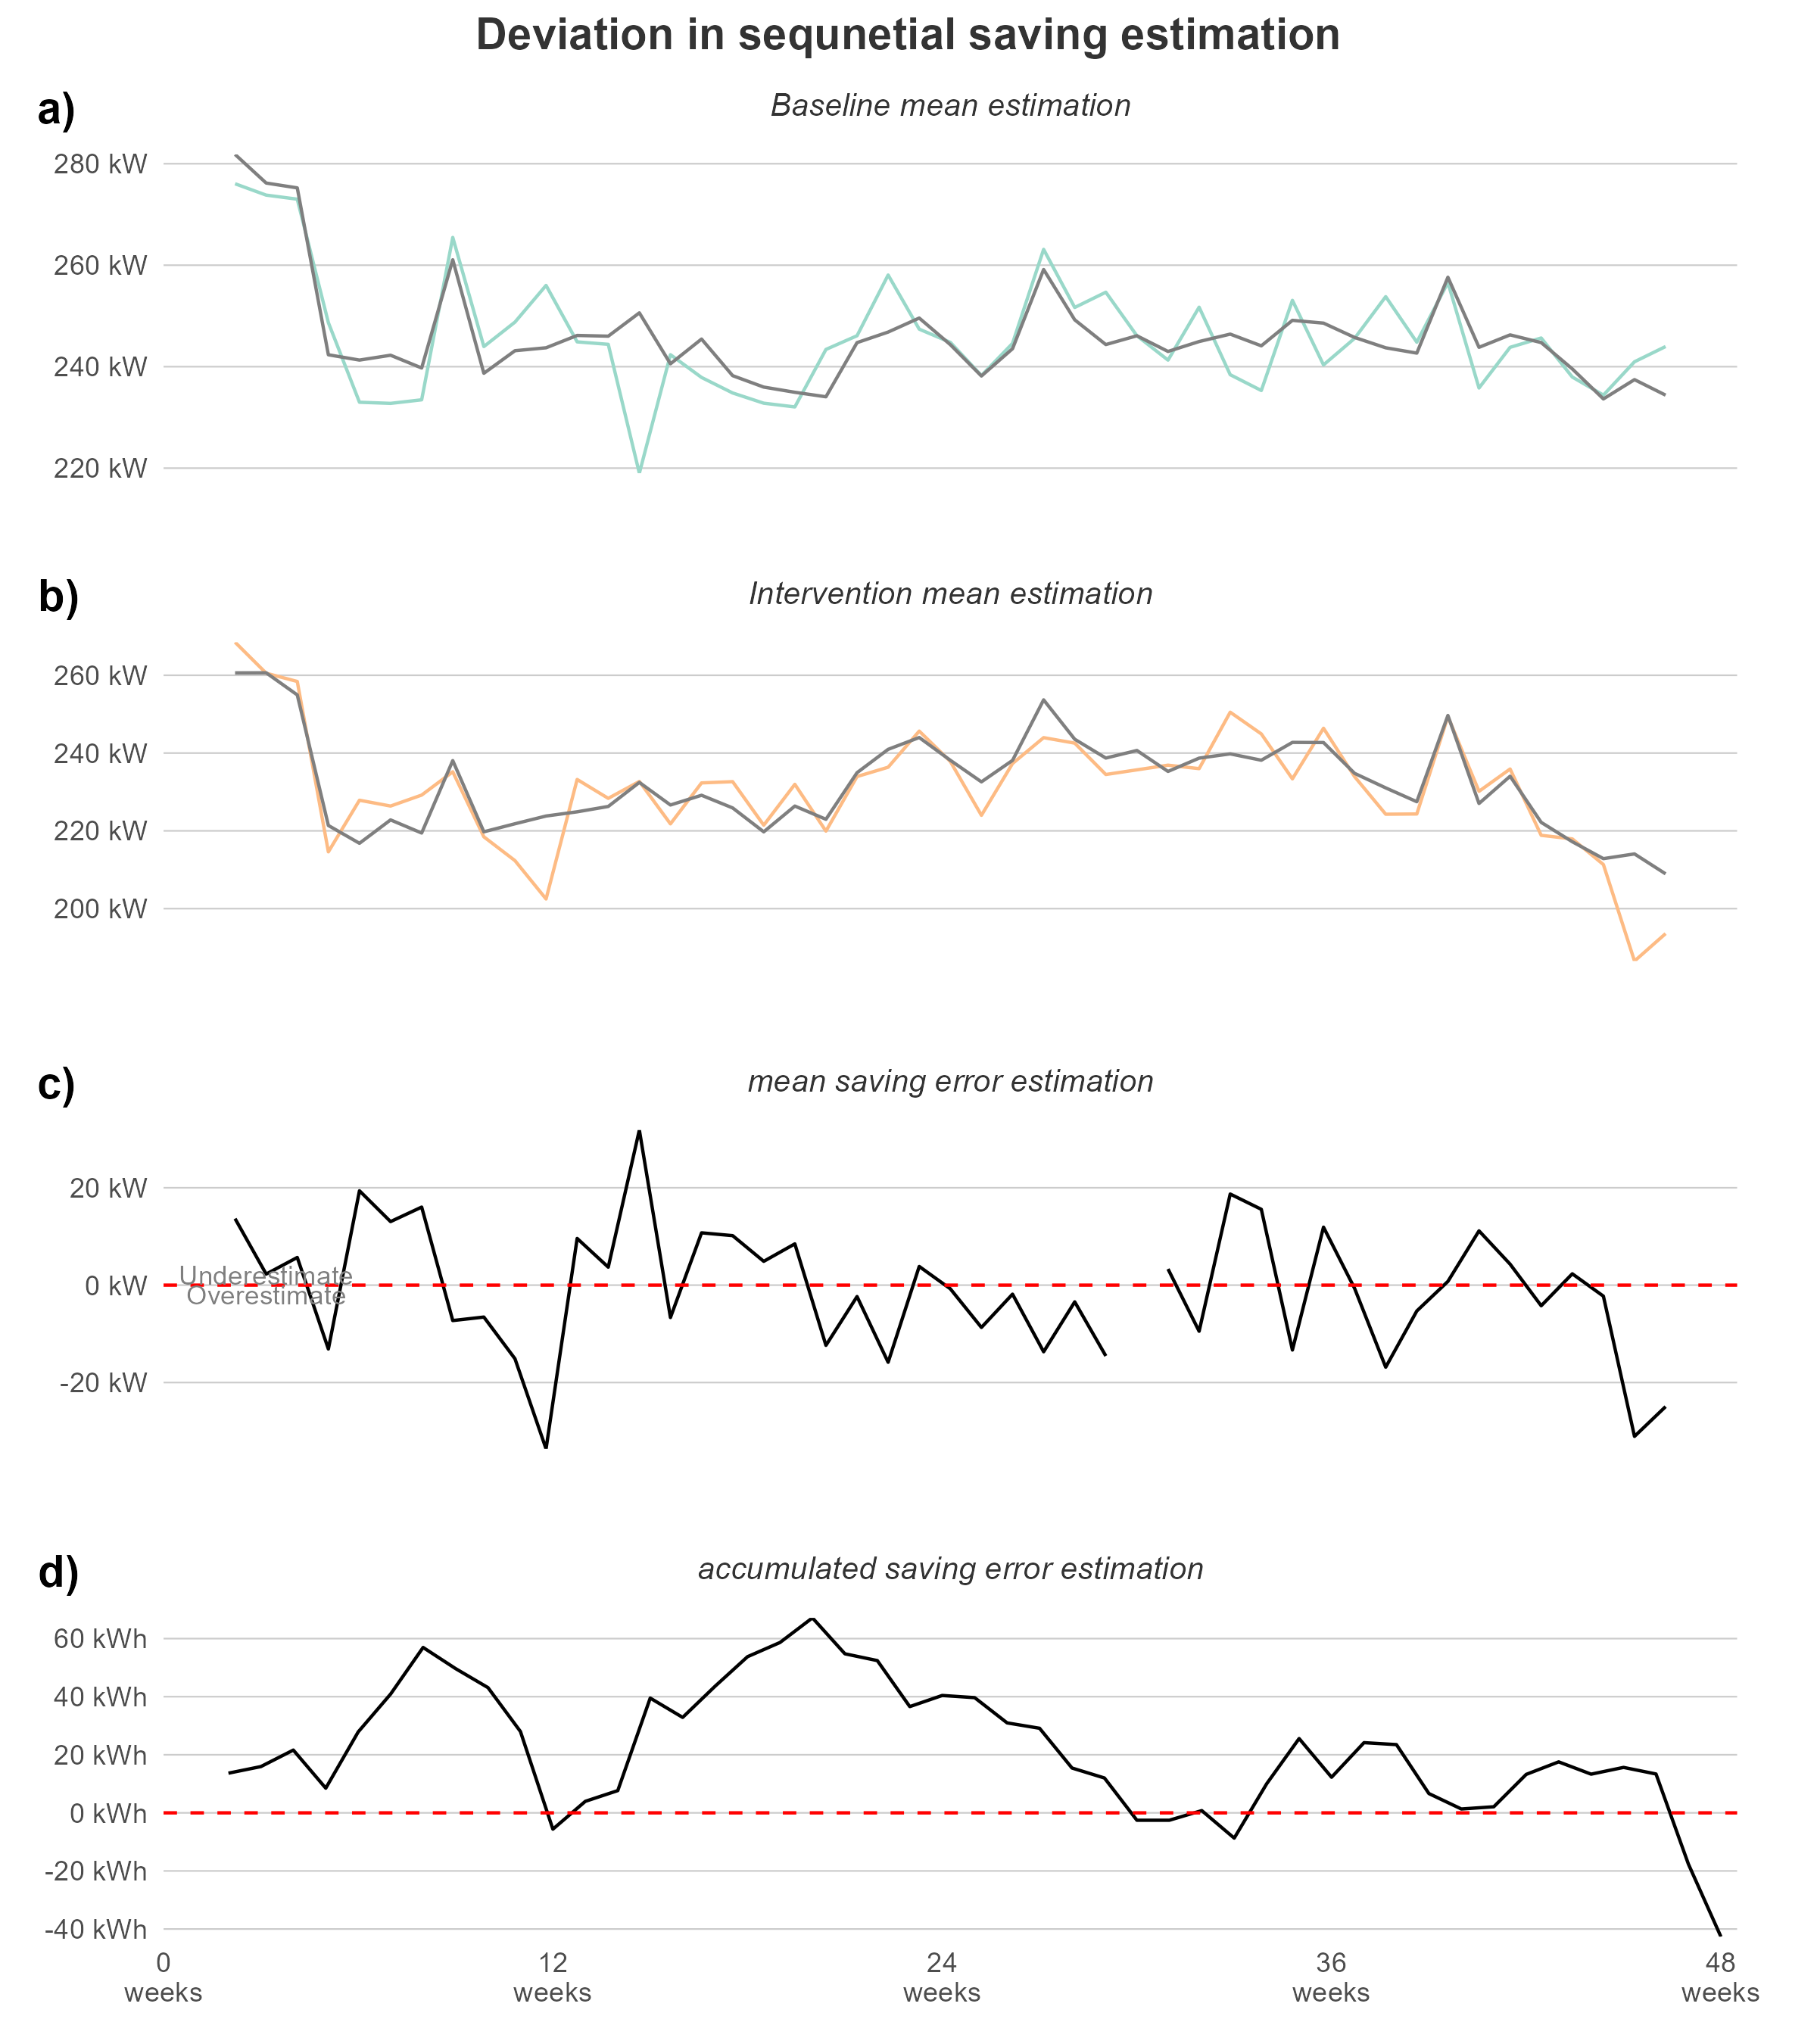 Deviation in sequnetial saving estimation
a)
Baseline mean estimation
280 kW
260 kW
240 kW
220 kW
b)
Intervention mean estimation
260 kW
240 kW
220 kW
200 kW
c)
mean saving error estimation
20 kW
Underestimate
0 kW
Overestimate
-20 kW
d)
accumulated saving error estimation
60 kWh
40 kWh
20 kWh
0 kWh
-20 kWh
-40 kWh
0 12 24 36 48
weeks weeks weeks weeks weeks